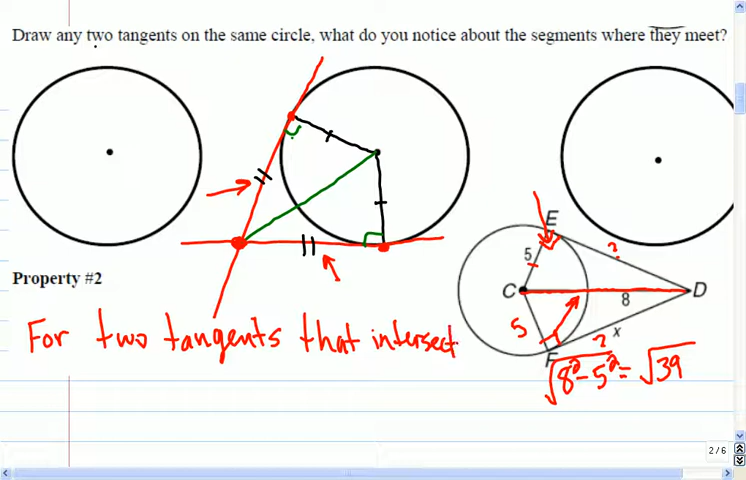 Draw any two tangents on the same circle, what do you notice about the segments where they meet?
E
?
5
C
8
D
Property #2
5
x
?
For two tangents that intersect
F
√8²-5² = √39
2 / 6